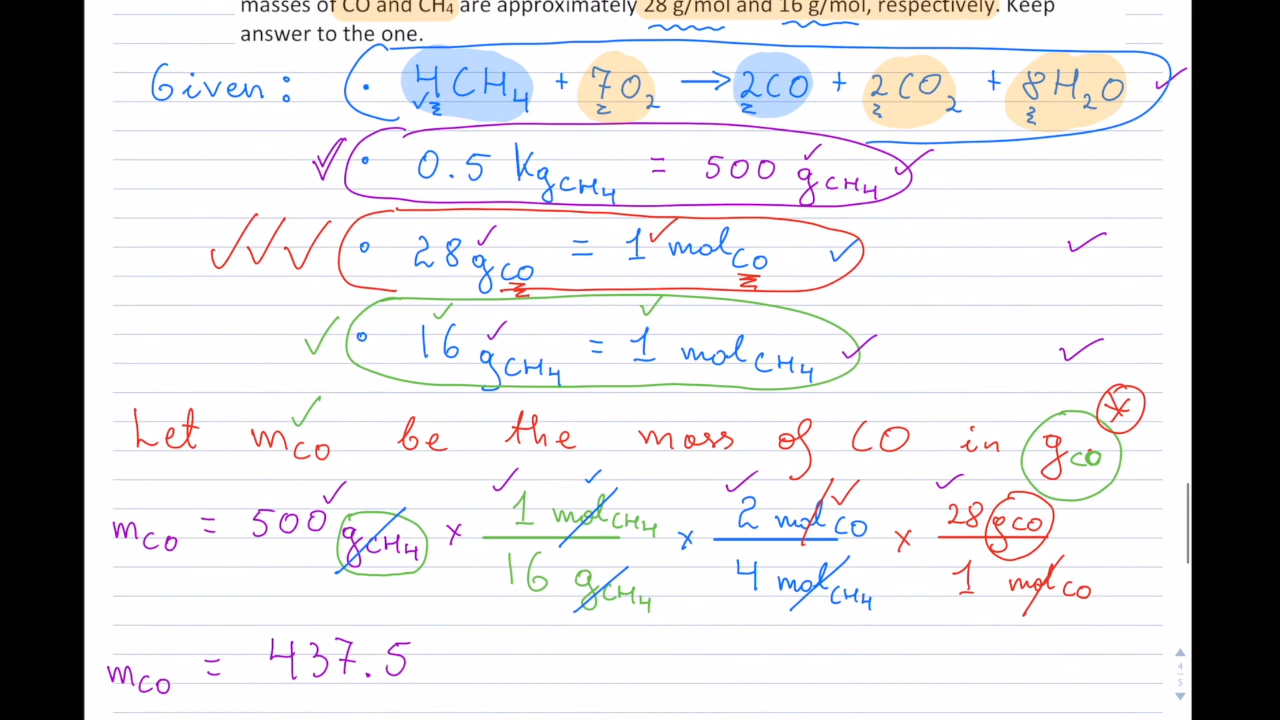 masses of CO and CH₄ are approximately 28 g/mol and 16 g/mol, respectively. Keep
answer to the one.
Given: • 4CH₄ + 7O₂ → 2CO + 2CO₂ + 8H₂O
• 0.5 Kg CH₄ = 500 g CH₄
• 28 g CO = 1 mol CO
• 16 g CH₄ = 1 mol CH₄
Let m CO be the mass of CO in g CO *
m CO = 500 g CH₄ × 1 mol CH₄ / 16 g CH₄ × 2 mol CO / 4 mol CH₄ × 28 g CO / 1 mol CO
m CO = 437.5
4
5